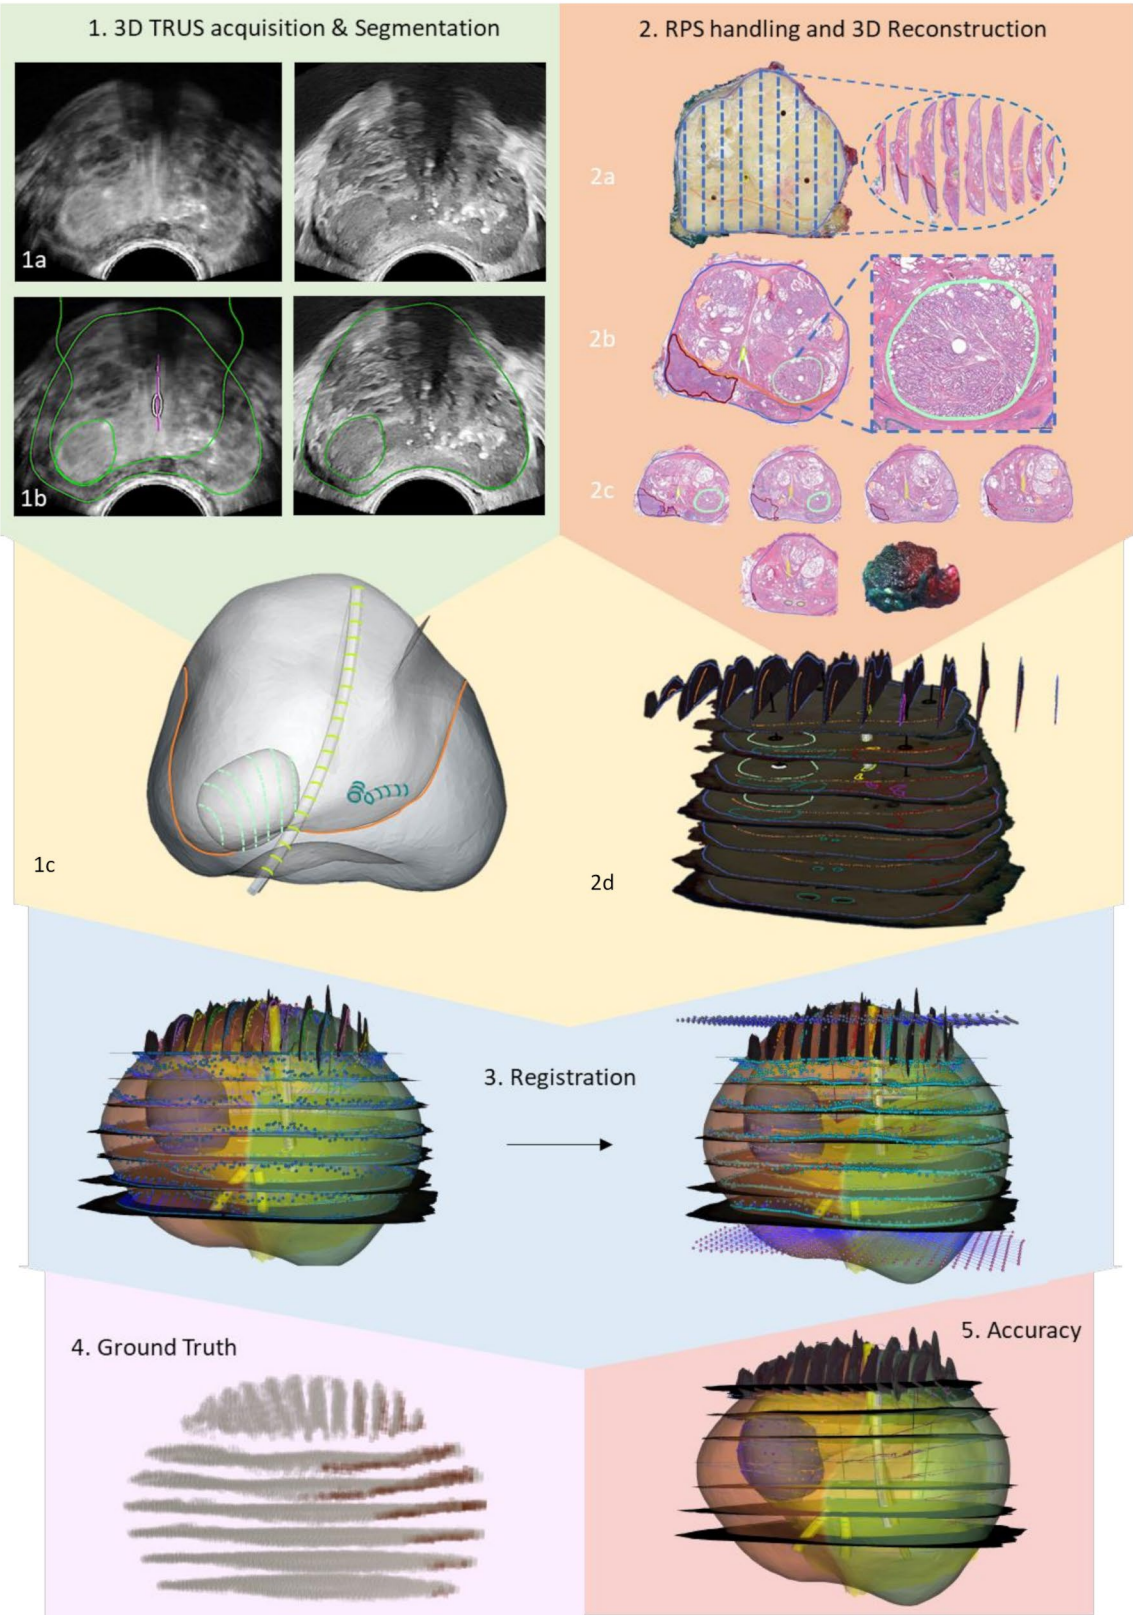 1. 3D TRUS acquisition & Segmentation
2. RPS handling and 3D Reconstruction
1a
2a
1b
2b
2c
1c
2d
3. Registration
4. Ground Truth
5. Accuracy